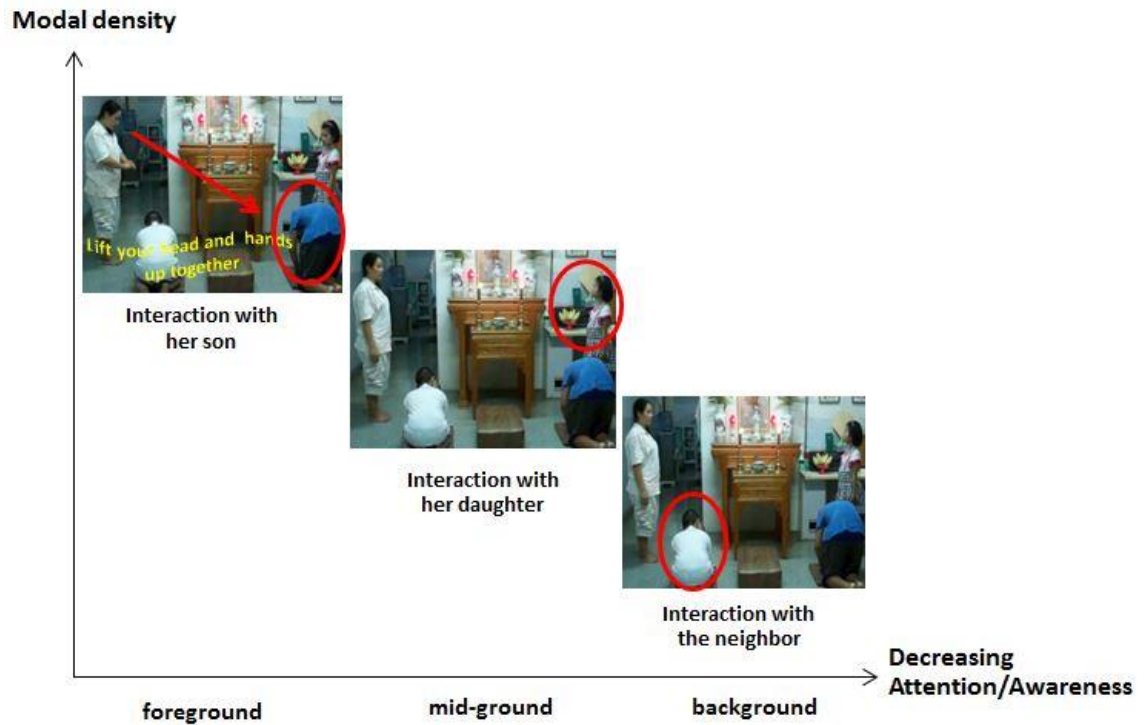 Modal density
Lift your head and hands
up together
Interaction with
her son
Interaction with
her daughter
Interaction with
the neighbor
Decreasing
Attention/Awareness
foreground
mid-ground
background